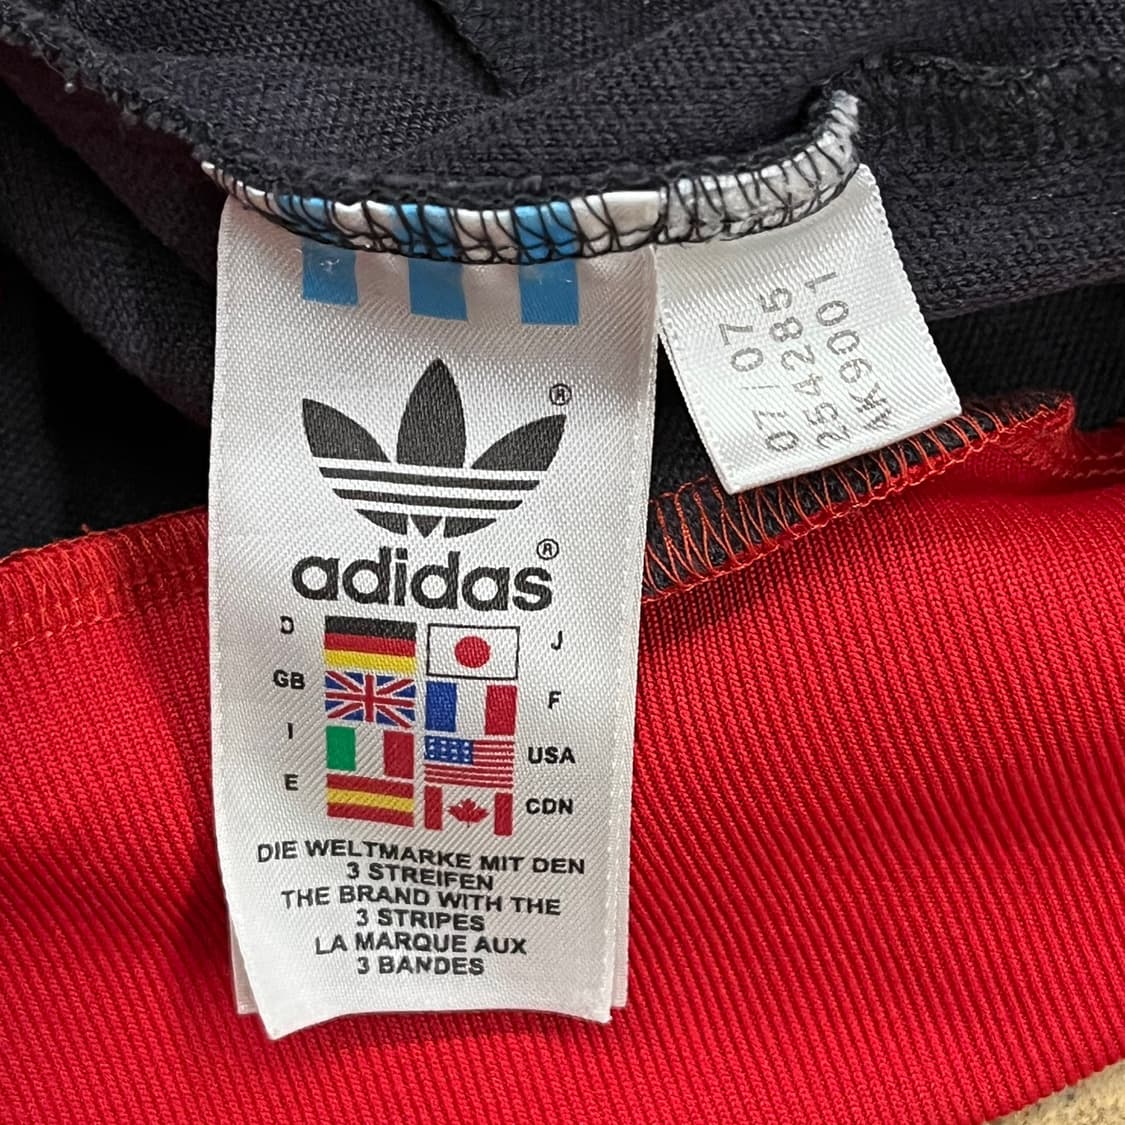 adidas
D
J
GB
F
I
USA
E
CDN
DIE WELTMARKE MIT DEN
3 STREIFEN
THE BRAND WITH THE
3 STRIPES
LA MARQUE AUX
3 BANDES
07/07
254285
AK9001